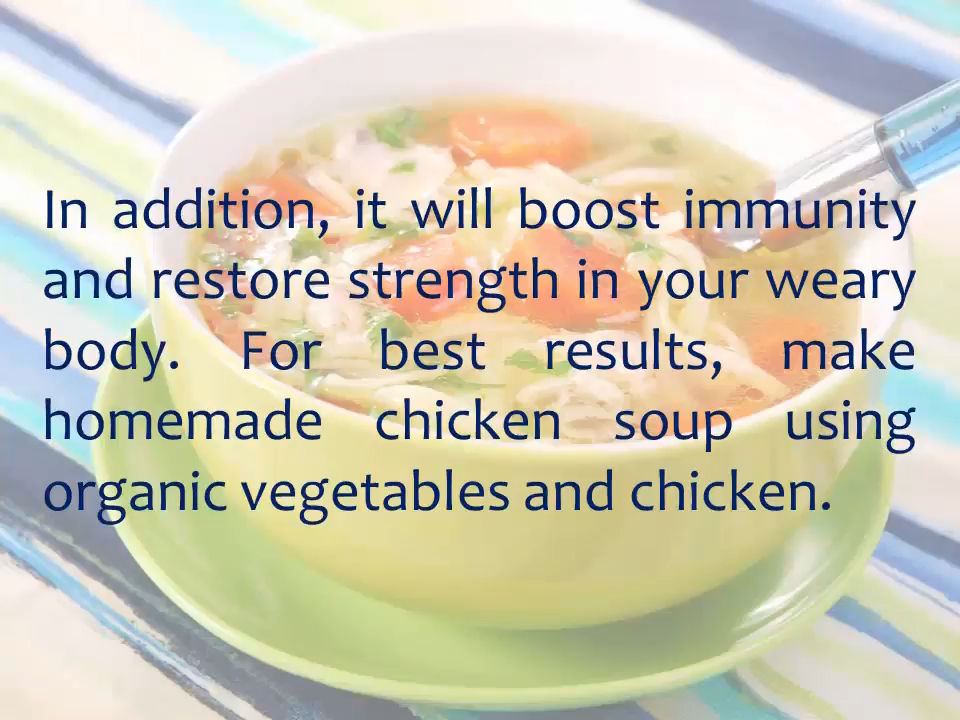 In addition, it will boost immunity
and restore strength in your weary
body. For best results, make
homemade chicken soup using
organic vegetables and chicken.